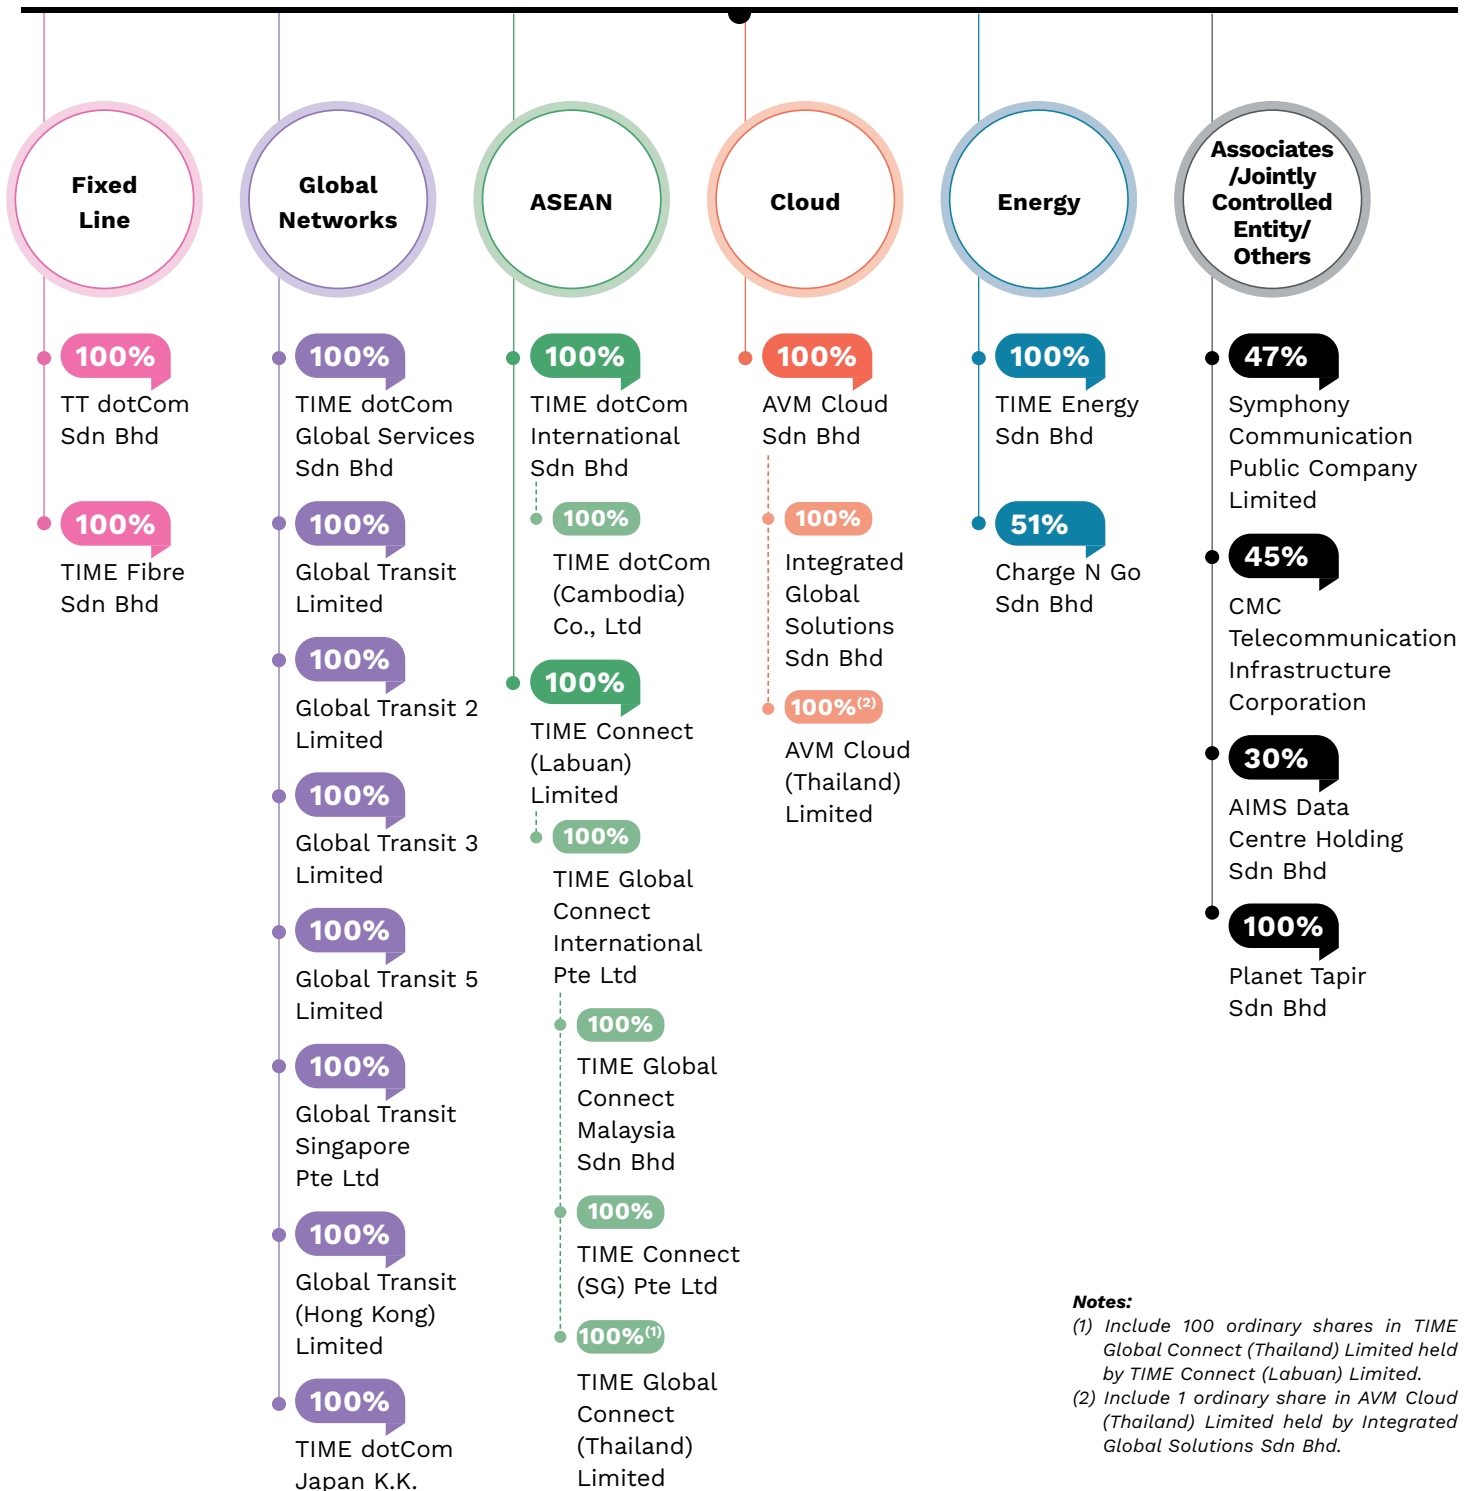 Fixed
Line
100%
TT dotCom
Sdn Bhd
100%
TIME Fibre
Sdn Bhd
Global
Networks
100%
TIME dotCom
Global Services
Sdn Bhd
100%
Global Transit
Limited
100%
Global Transit 2
Limited
100%
Global Transit 3
Limited
100%
Global Transit 5
Limited
100%
Global Transit
Singapore
Pte Ltd
100%
Global Transit
(Hong Kong)
Limited
100%
TIME dotCom
Japan K.K.
ASEAN
100%
TIME dotCom
International
Sdn Bhd
100%
TIME dotCom
(Cambodia)
Co., Ltd
100%
TIME Connect
(Labuan)
Limited
100%
TIME Global
Connect
International
Pte Ltd
100%
TIME Global
Connect
Malaysia
Sdn Bhd
100%
TIME Connect
(SG) Pte Ltd
100%(1)
TIME Global
Connect
(Thailand)
Limited
Cloud
100%
AVM Cloud
Sdn Bhd
100%
Integrated
Global
Solutions
Sdn Bhd
100%(2)
AVM Cloud
(Thailand)
Limited
Energy
100%
TIME Energy
Sdn Bhd
51%
Charge N Go
Sdn Bhd
Associates
/Jointly
Controlled
Entity/
Others
47%
Symphony
Communication
Public Company
Limited
45%
CMC
Telecommunication
Infrastructure
Corporation
30%
AIMS Data
Centre Holding
Sdn Bhd
100%
Planet Tapir
Sdn Bhd
Notes:
(1) Include 100 ordinary shares in TIME
Global Connect (Thailand) Limited held
by TIME Connect (Labuan) Limited.
(2) Include 1 ordinary share in AVM Cloud
(Thailand) Limited held by Integrated
Global Solutions Sdn Bhd.